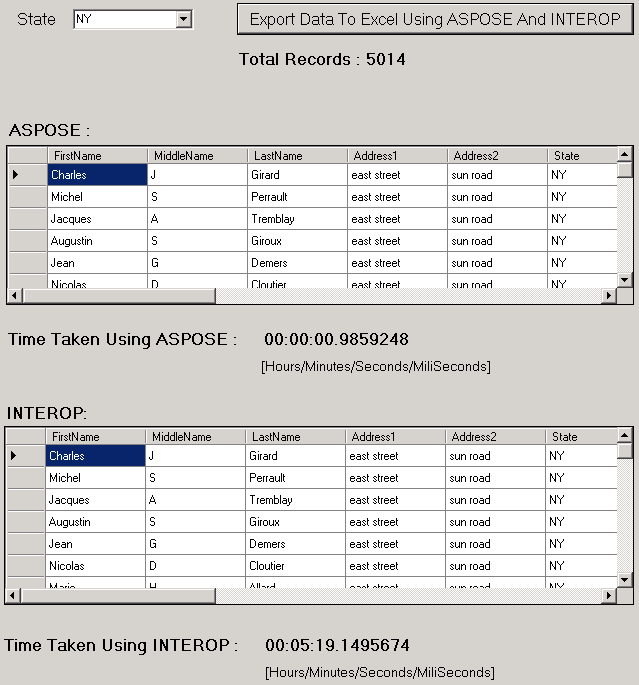 State NY Export Data To Excel Using ASPOSE And INTEROP
Total Records : 5014
ASPOSE :
FirstName MiddleName LastName Address1 Address2 State
Charles J Girard east street sun road NY
Michel S Perrault east street sun road NY
Jacques A Tremblay east street sun road NY
Augustin S Giroux east street sun road NY
Jean G Demers east street sun road NY
Nicolas D Cloutier east street sun road NY
Time Taken Using ASPOSE : 00:00:00.9859248
[Hours/Minutes/Seconds/MiliSeconds]
INTEROP:
FirstName MiddleName LastName Address1 Address2 State
Charles J Girard east street sun road NY
Michel S Perrault east street sun road NY
Jacques A Tremblay east street sun road NY
Augustin S Giroux east street sun road NY
Jean G Demers east street sun road NY
Nicolas D Cloutier east street sun road NY
Marie H Allard east street sun road NY
Time Taken Using INTEROP : 00:05:19.1495674
[Hours/Minutes/Seconds/MiliSeconds]